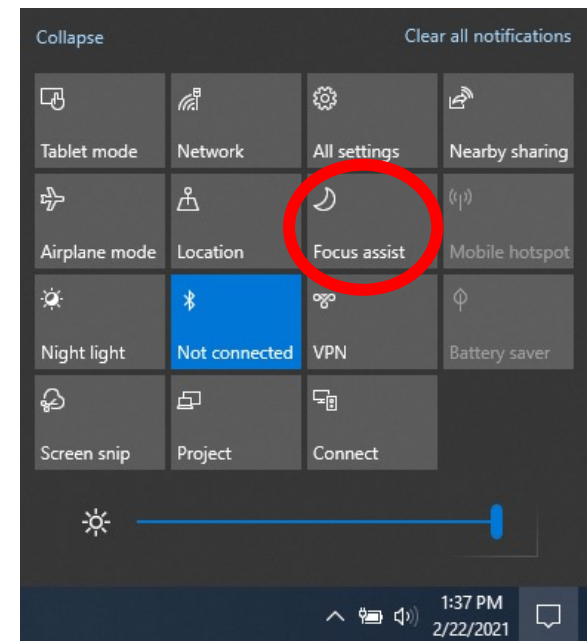 Collapse Clear all notifications
Tablet mode Network All settings Nearby sharing
Airplane mode Location Focus assist Mobile hotspot
Night light Not connected VPN Battery saver
Screen snip Project Connect
1:37 PM
2/22/2021